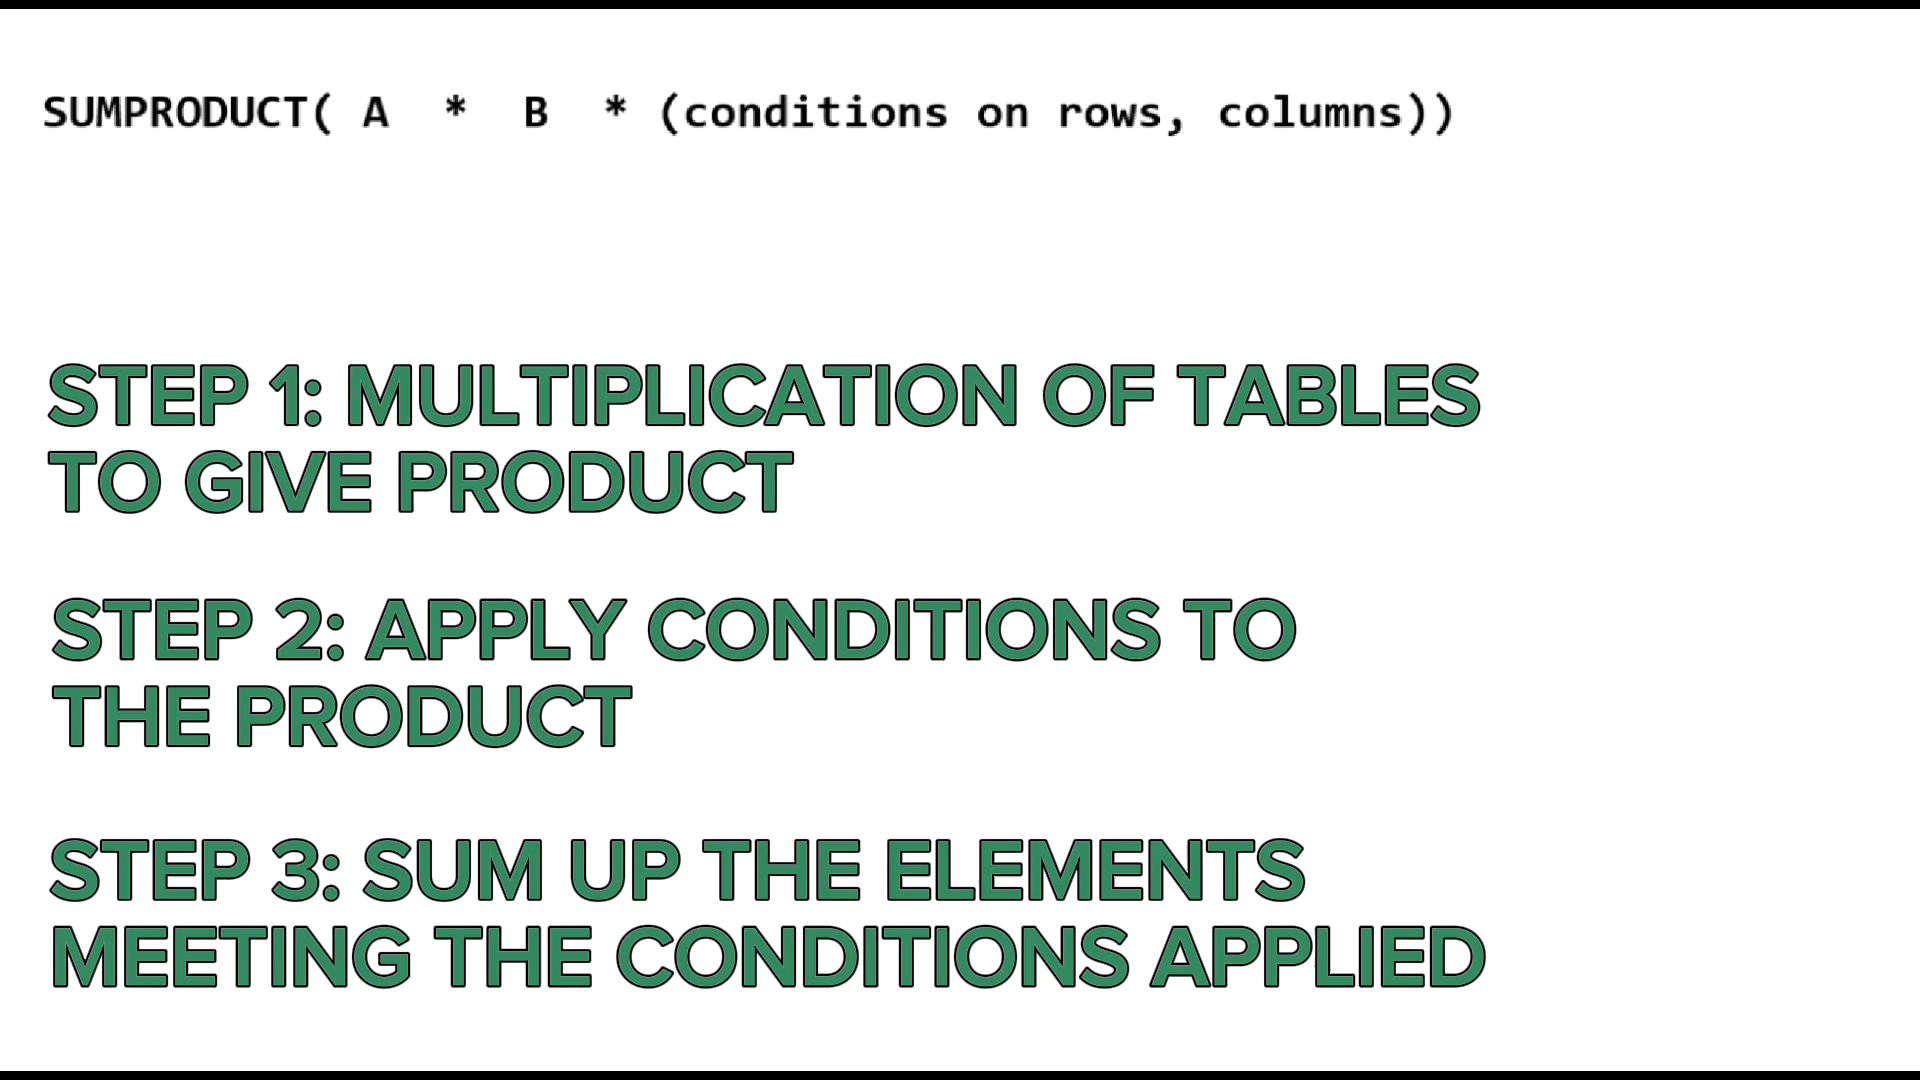 SUMPRODUCT( A * B * (conditions on rows, columns))
STEP 1: MULTIPLICATION OF TABLES
TO GIVE PRODUCT
STEP 2: APPLY CONDITIONS TO
THE PRODUCT
STEP 3: SUM UP THE ELEMENTS
MEETING THE CONDITIONS APPLIED